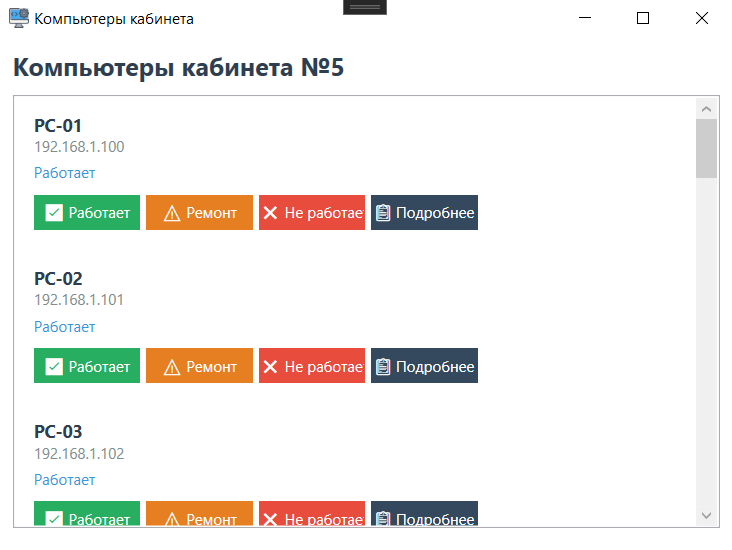 Компьютеры кабинета
Компьютеры кабинета №5
PC-01
192.168.1.100
Работает
Работает Ремонт Не работае Подробнее
PC-02
192.168.1.101
Работает
Работает Ремонт Не работае Подробнее
PC-03
192.168.1.102
Работает
Работает Ремонт Не работае Подробнее